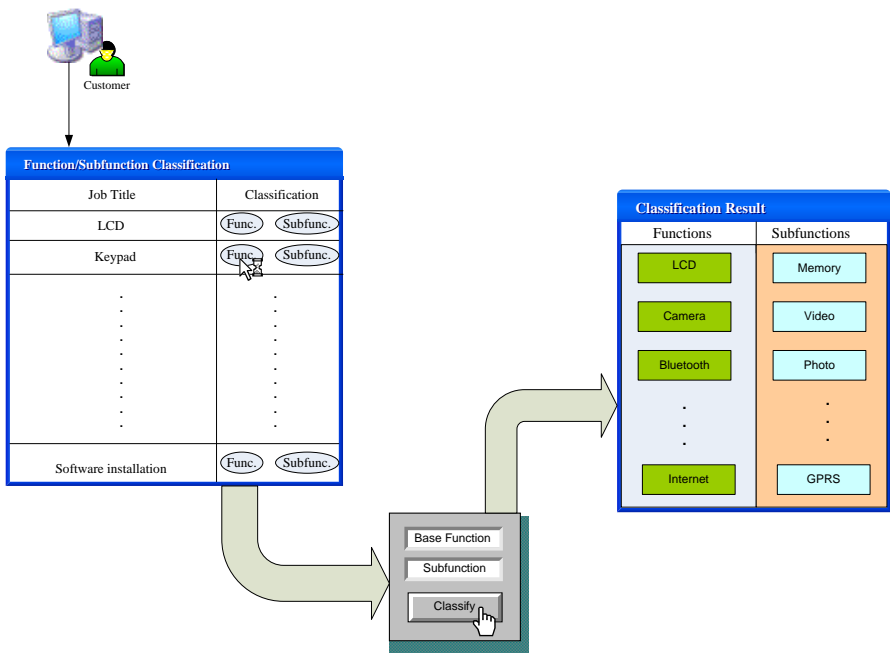 Customer
Function/Subfunction Classification
Job Title Classification
LCD Func. Subfunc.
Keypad Func. Subfunc.
Software installation Func. Subfunc.
Base Function
Subfunction
Classify
Classification Result
Functions Subfunctions
LCD Memory
Camera Video
Bluetooth Photo
Internet GPRS